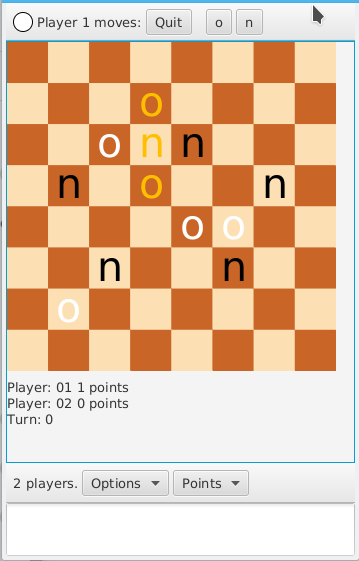 Player 1 moves: Quit o n
o
o n n
n o n
o o
n n
o
Player: 01 1 points
Player: 02 0 points
Turn: 0
2 players. Options Points